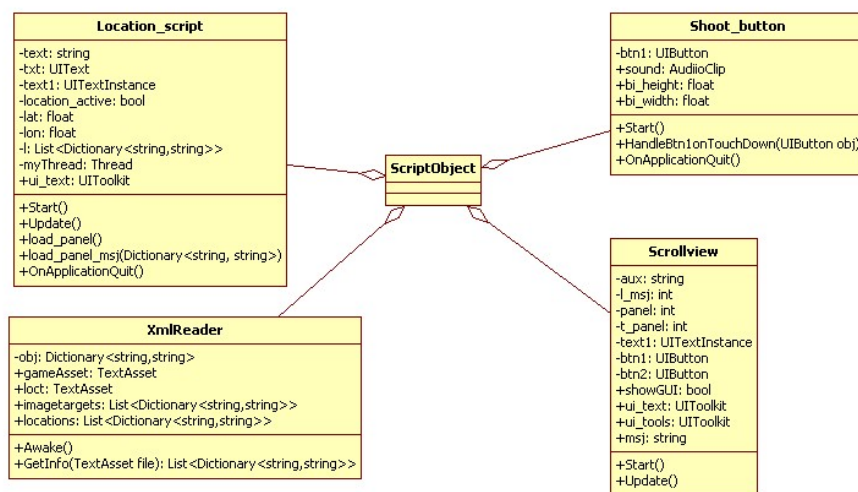 Location_script
-text: string
-txt: UIText
-text1: UITextInstance
-location_active: bool
-lat: float
-lon: float
-l: List<Dictionary<string,string>>
-myThread: Thread
+ui_text: UIToolkit
+Start()
+Update()
+load_panel()
+load_panel_msj(Dictionary<string, string>)
+OnApplicationQuit()
Shoot_button
-btn1: UIButton
+sound: AudiioClip
+bi_height: float
+bi_width: float
+Start()
+HandleBtn1onTouchDown(UIButton obj)
+OnApplicationQuit()
ScriptObject
XmlReader
-obj: Dictionary<string,string>
+gameAsset: TextAsset
+loct: TextAsset
+imagetargets: List<Dictionary<string,string>>
+locations: List<Dictionary<string,string>>
+Awake()
+GetInfo(TextAsset file): List<Dictionary<string,string>>
Scrollview
-aux: string
-l_msj: int
-panel: int
-t_panel: int
-text1: UITextInstance
-btn1: UIButton
-btn2: UIButton
+showGUI: bool
+ui_text: UIToolkit
+ui_tools: UIToolkit
+msj: string
+Start()
+Update()